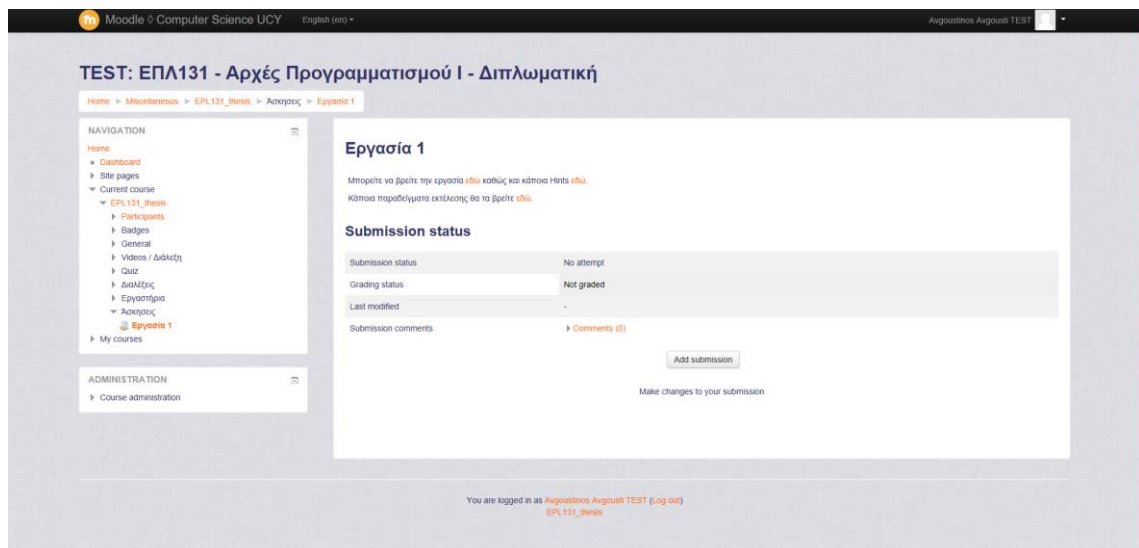 Moodle ◊ Computer Science UCY English (en)
Avgoustinos Avgousti TEST
TEST: ΕΠΛ131 - Αρχές Προγραμματισμού Ι - Διπλωματική
Home Miscellaneous EPL131_thesis Άσκησεις Εργασία 1
NAVIGATION
Home
Dashboard
Site pages
Current course
EPL131_thesis
Participants
Badges
General
Videos / Διάλεξη
Quiz
Διαλέξεις
Εργαστήρια
Άσκησεις
Εργασία 1
My courses
ADMINISTRATION
Course administration
Εργασία 1
Μπορείτε να βρείτε την εργασία εδώ καθώς και κάποια Hints εδώ.
Κάποια παραδείγματα εκτέλεσης θα τα βρείτε εδώ.
Submission status
Submission status No attempt
Grading status Not graded
Last modified -
Submission comments Comments (0)
Add submission
Make changes to your submission
You are logged in as Avgoustinos Avgousti TEST (Log out)
EPL131_thesis